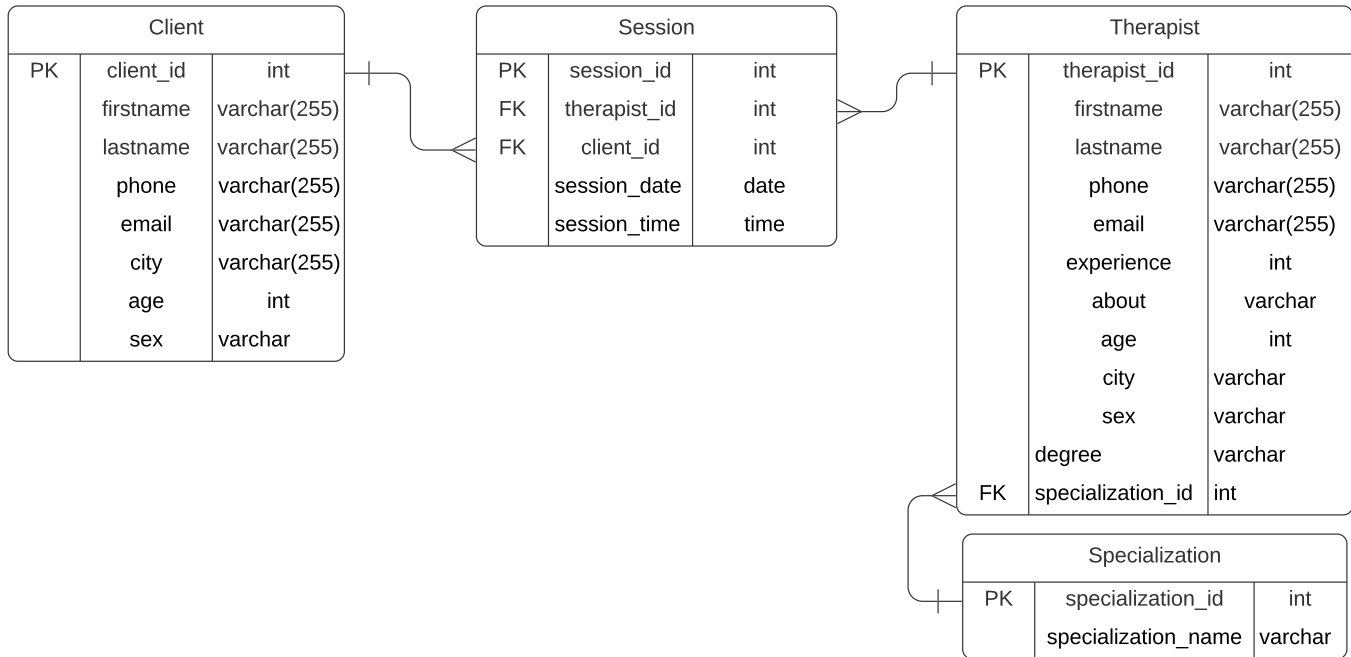 Client
PK client_id int
firstname varchar(255)
lastname varchar(255)
phone varchar(255)
email varchar(255)
city varchar(255)
age int
sex varchar
Session
PK session_id int
FK therapist_id int
FK client_id int
session_date date
session_time time
Therapist
PK therapist_id int
firstname varchar(255)
lastname varchar(255)
phone varchar(255)
email varchar(255)
experience int
about varchar
age int
city varchar
sex varchar
degree varchar
FK specialization_id int
Specialization
PK specialization_id int
specialization_name varchar